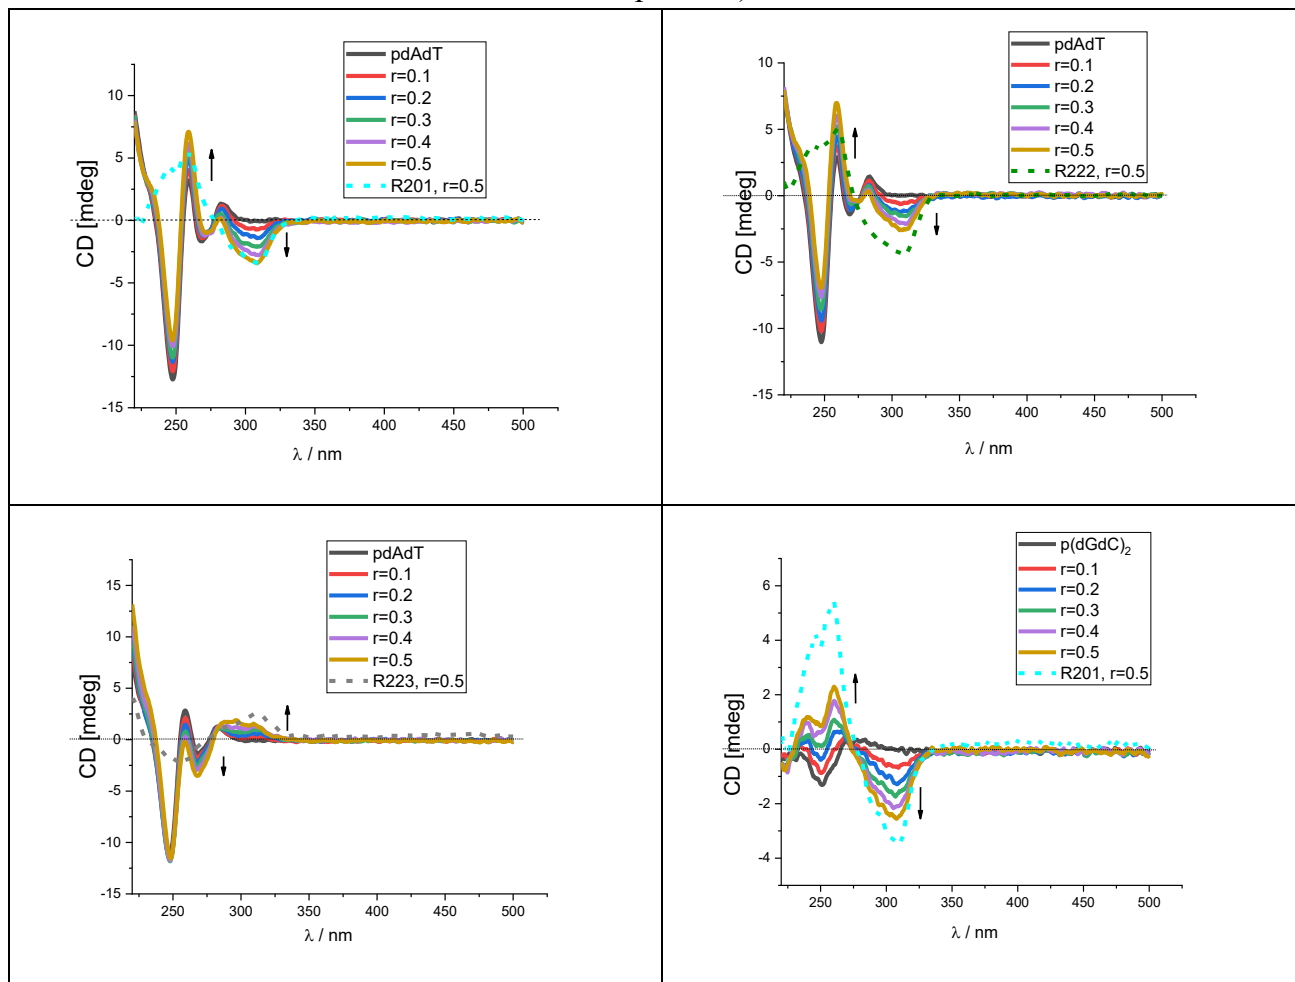 pdAdT
r=0.1
r=0.2
r=0.3
r=0.4
r=0.5
R201, r=0.5
10
5
0
-5
-10
-15
CD [mdeg]
250 300 350 400 450 500
λ / nm
pdAdT
r=0.1
r=0.2
r=0.3
r=0.4
r=0.5
R222, r=0.5
10
5
0
-5
-10
-15
CD [mdeg]
250 300 350 400 450 500
λ / nm
pdAdT
r=0.1
r=0.2
r=0.3
r=0.4
r=0.5
R223, r=0.5
15
10
5
0
-5
-10
-15
CD [mdeg]
250 300 350 400 450 500
λ / nm
p(dGdC)₂
r=0.1
r=0.2
r=0.3
r=0.4
r=0.5
R201, r=0.5
6
4
2
0
-2
-4
CD [mdeg]
250 300 350 400 450 500
λ / nm